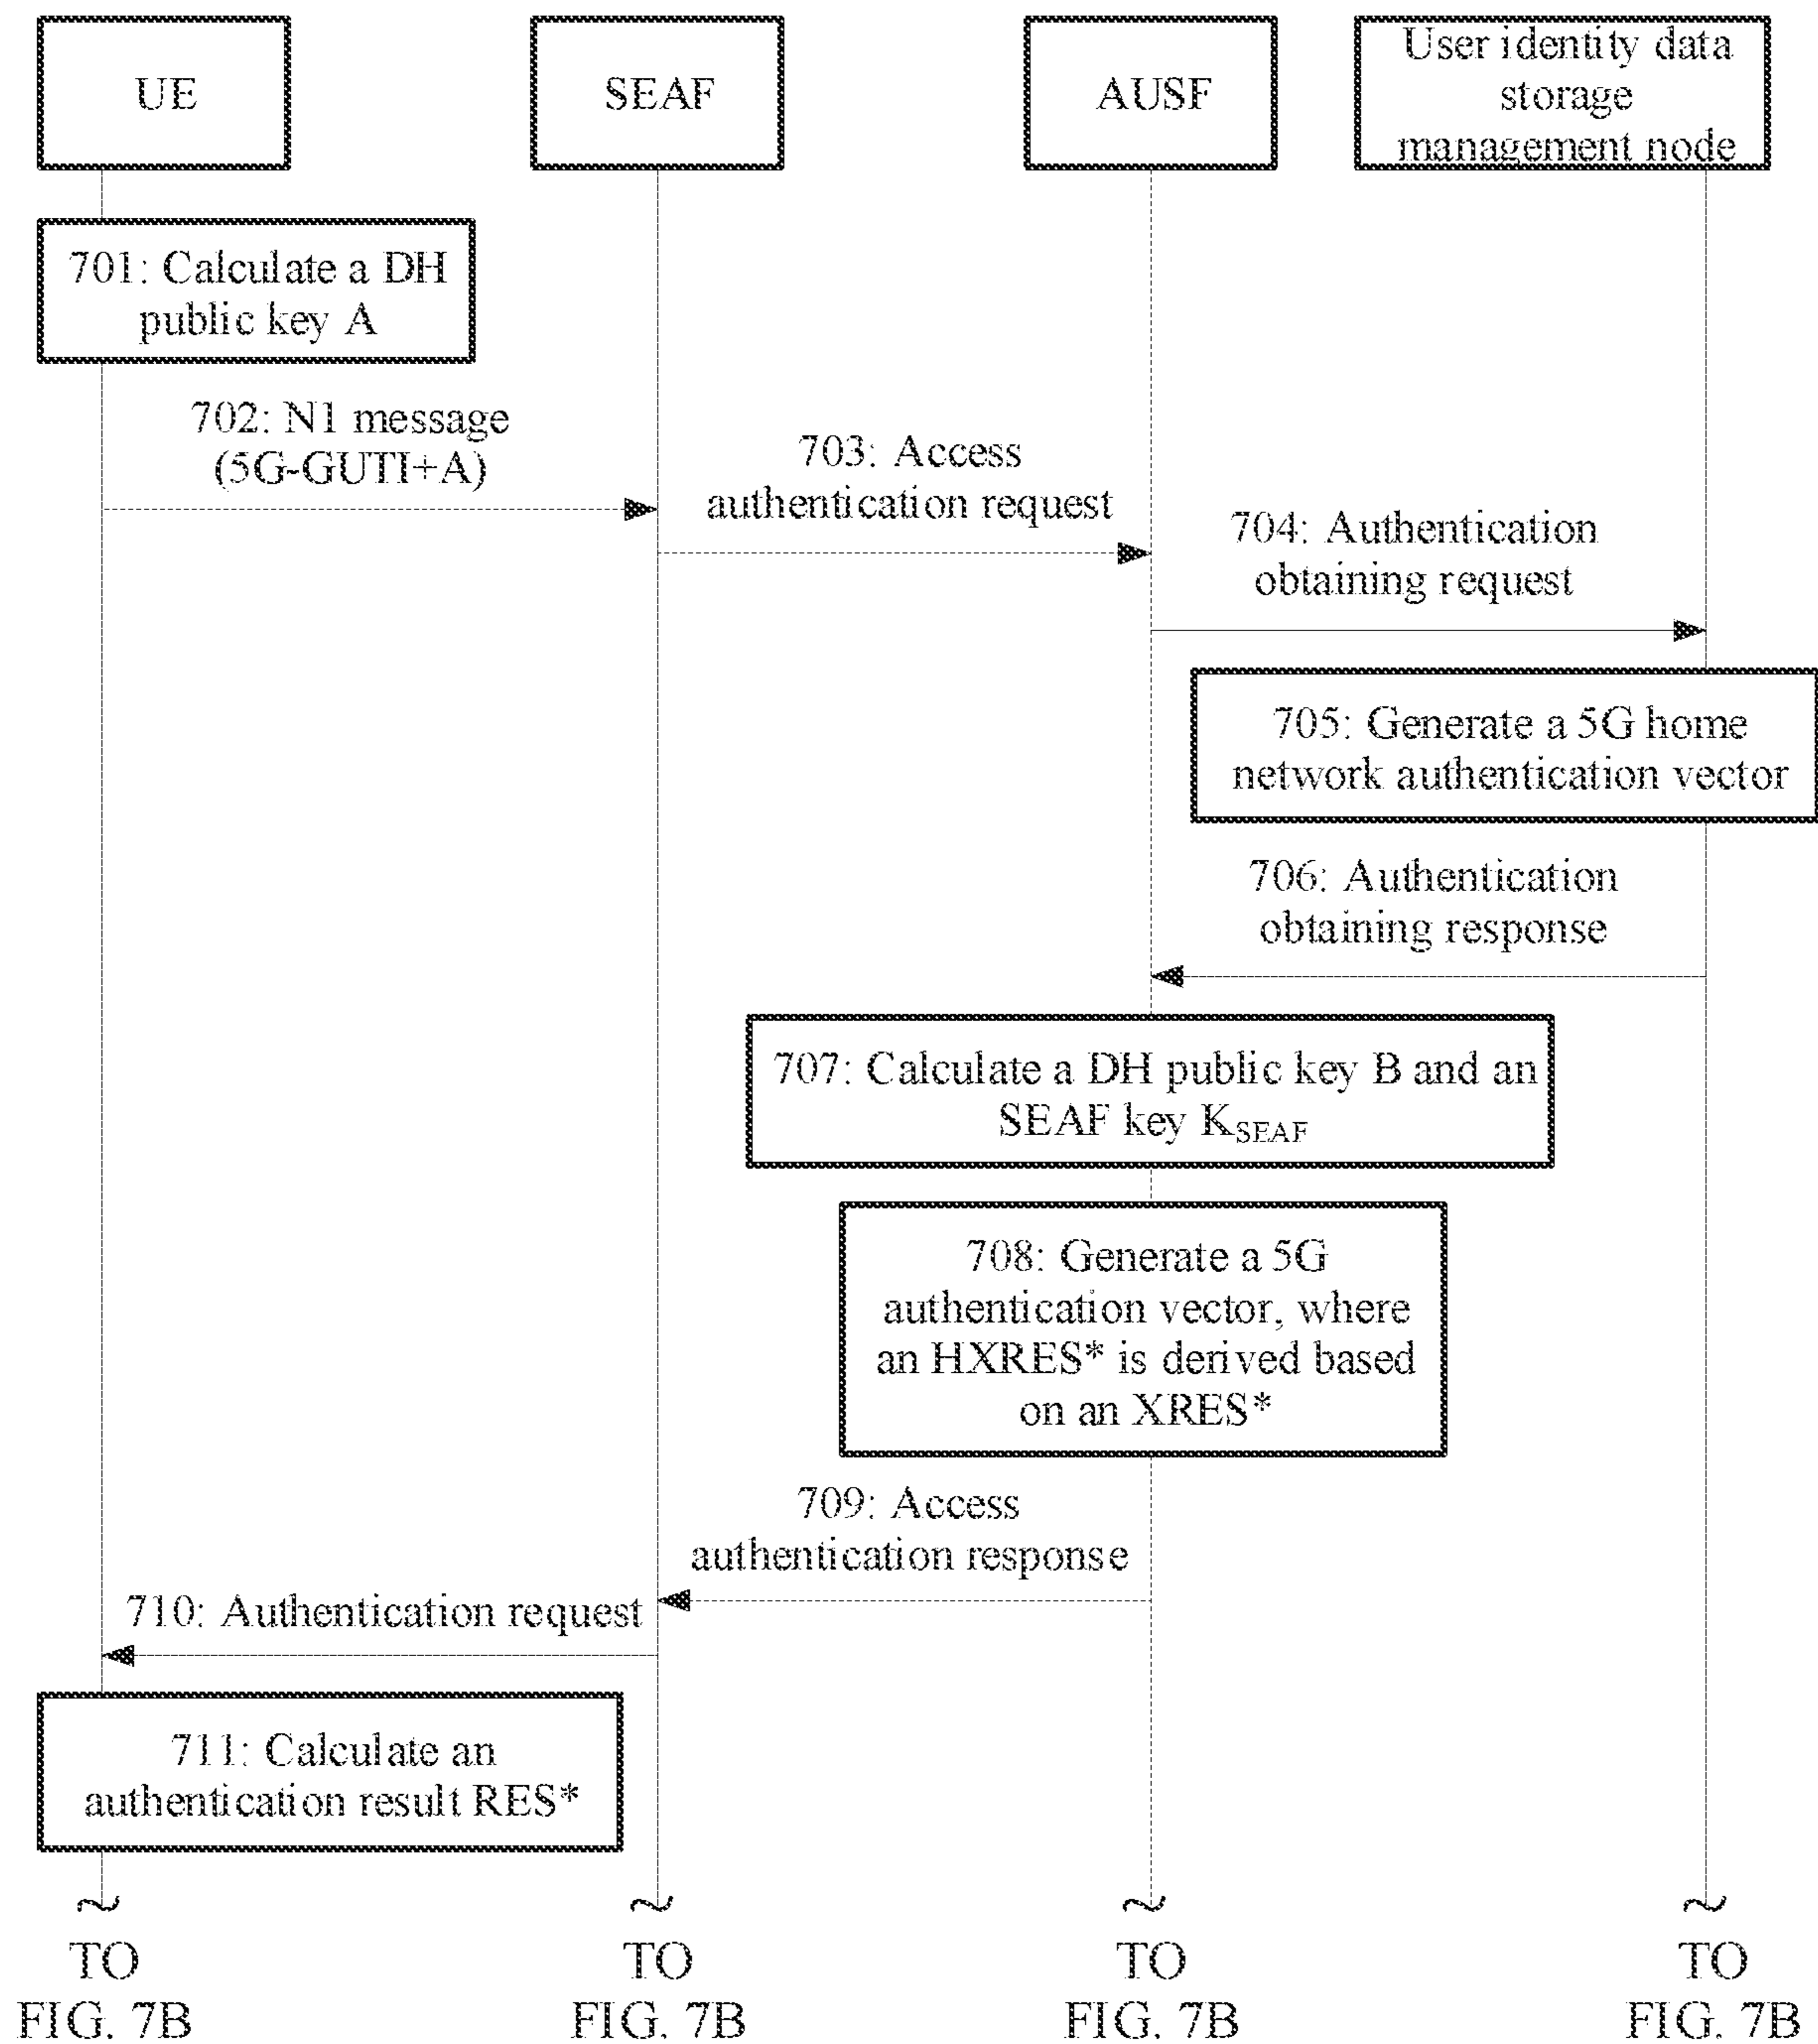 UE
SEAF
AUSF
User identity data
storage
management node
701: Calculate a DH
public key A
702: N1 message
(5G-GUTI+A)
703: Access
authentication request
704: Authentication
obtaining request
705: Generate a 5G home
network authentication vector
706: Authentication
obtaining response
707: Calculate a DH public key B and an
SEAF key KSEAF
708: Generate a 5G
authentication vector, where
an HXRES* is derived based
on an XRES*
709: Access
authentication response
710: Authentication request
711: Calculate an
authentication result RES*
~
~
~
~
TO
FIG. 7B
TO
FIG. 7B
TO
FIG. 7B
TO
FIG. 7B